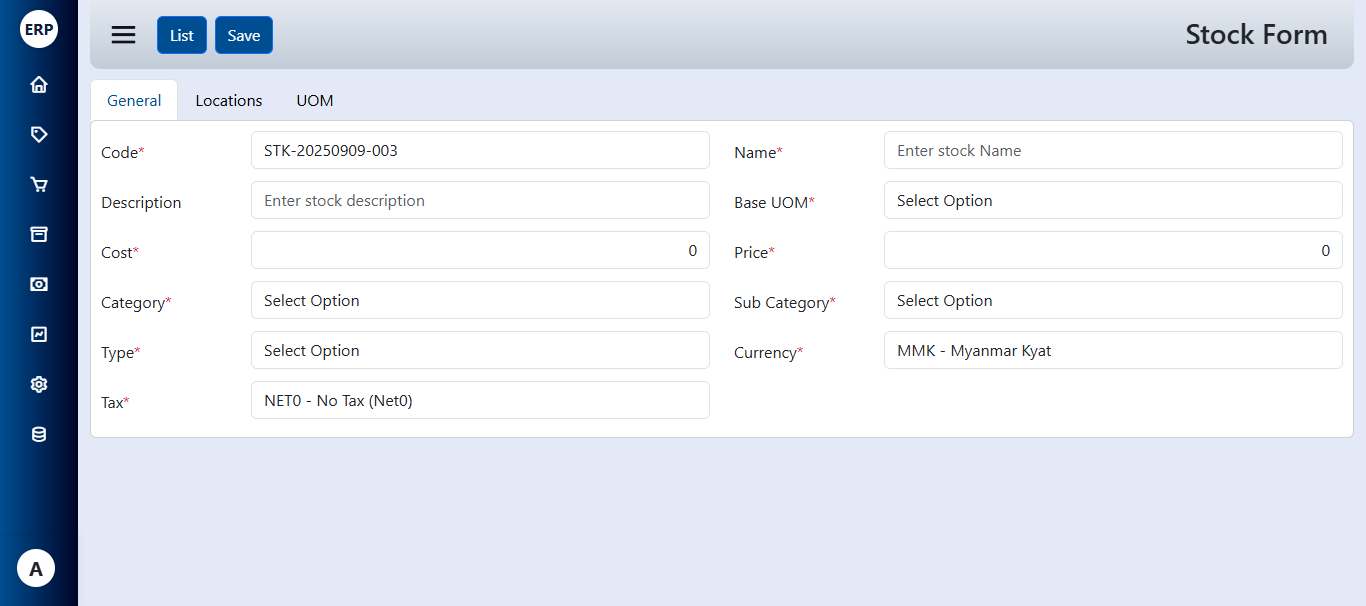 ERP
List Save Stock Form
General Locations UOM
Code* STK-20250909-003 Name* Enter stock Name
Description Enter stock description Base UOM* Select Option
Cost* 0 Price* 0
Category* Select Option Sub Category* Select Option
Type* Select Option Currency* MMK - Myanmar Kyat
Tax* NET0 - No Tax (Net0)
A